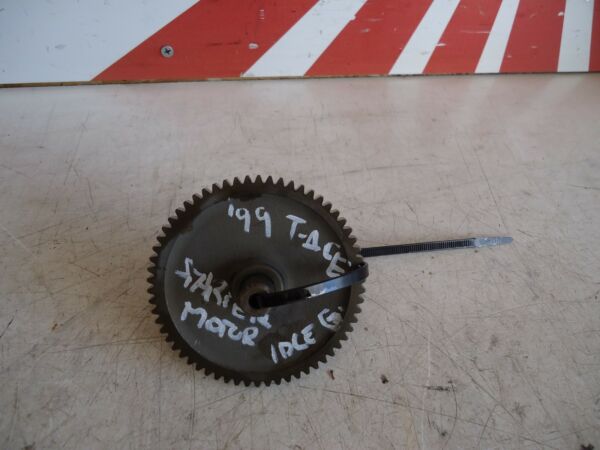 '99 T-ACE
STARTER
MOTOR
IDLE G